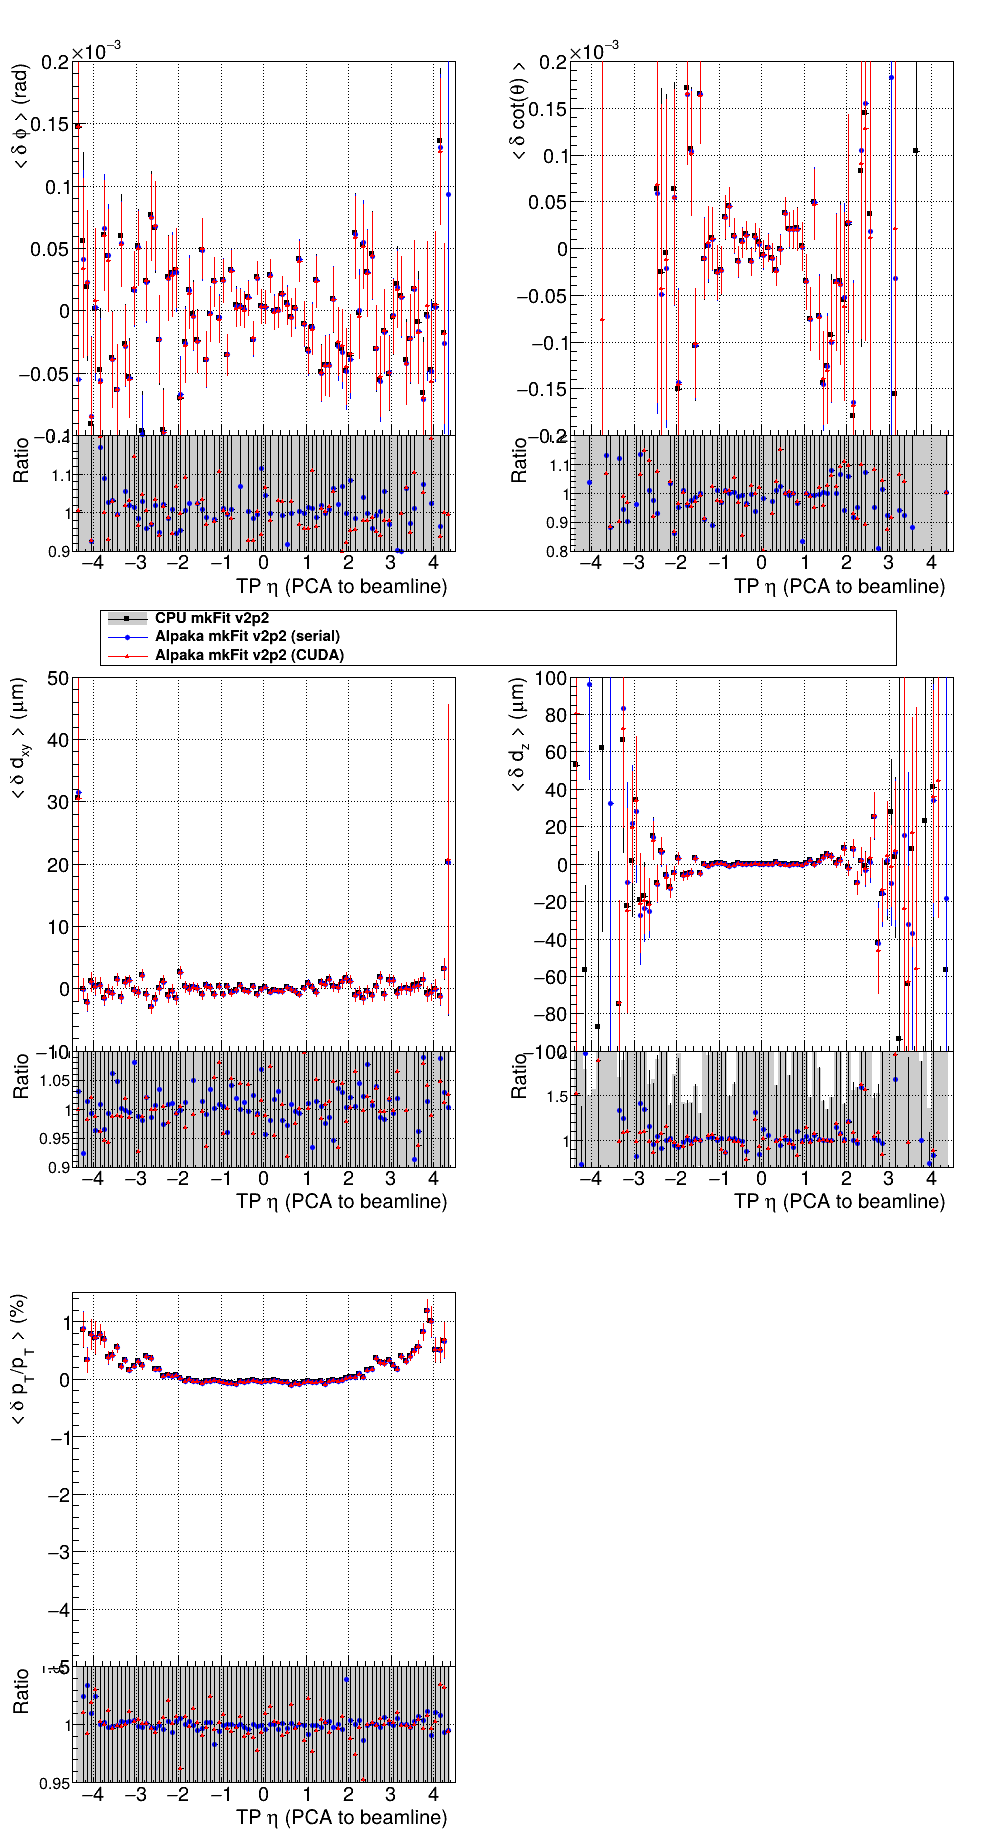 ×10⁻³
< δ ϕ > (rad)
0.2
0.15
0.1
0.05
0
−0.05
Ratio
1.1
1
0.9
−4 −3 −2 −1 0 1 2 3 4
TP η (PCA to beamline)
×10⁻³
< δ cot(θ) >
0.2
0.15
0.1
0.05
0
−0.05
−0.1
−0.15
−0.2
Ratio
1.1
1
0.9
0.8
−4 −3 −2 −1 0 1 2 3 4
TP η (PCA to beamline)
CPU mkFit v2p2
Alpaka mkFit v2p2 (serial)
Alpaka mkFit v2p2 (CUDA)
< δ d_xy > (μm)
50
40
30
20
10
0
−10
Ratio
1.05
1
0.95
0.9
−4 −3 −2 −1 0 1 2 3 4
TP η (PCA to beamline)
< δ d_z > (μm)
100
80
60
40
20
0
−20
−40
−60
−80
−100
Ratio
1.5
1
−4 −3 −2 −1 0 1 2 3 4
TP η (PCA to beamline)
< δ p_T/p_T > (%)
1
0
−1
−2
−3
−4
Ratio
1
0.95
−4 −3 −2 −1 0 1 2 3 4
TP η (PCA to beamline)